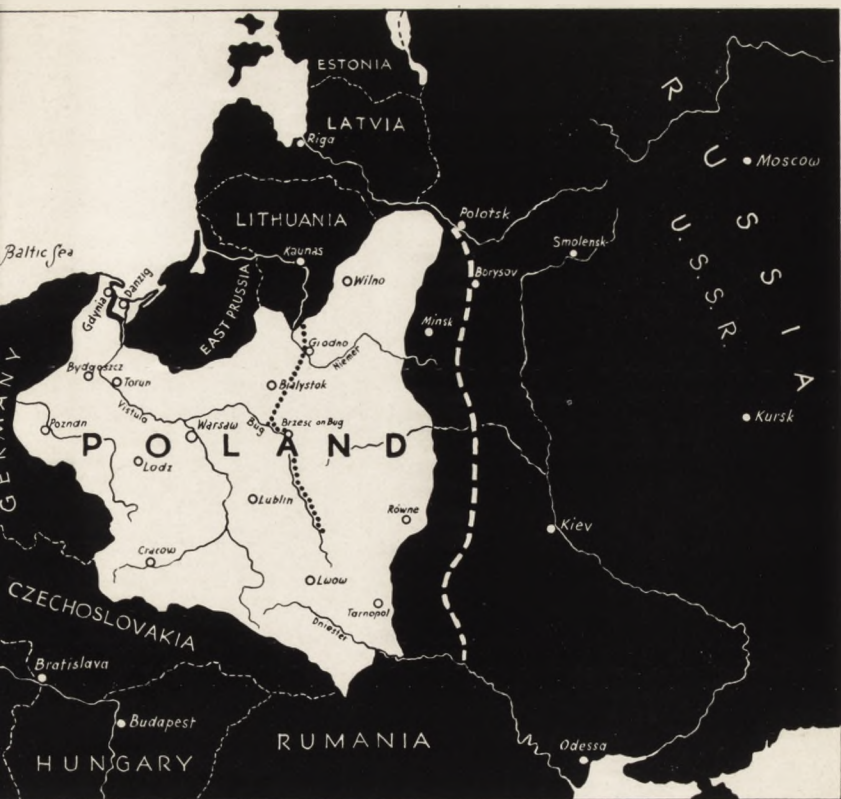 ESTONIA
LATVIA
Riga
R U S S I A
U.S.S.R.
Moscow
LITHUANIA
Polotsk
Smolensk
Baltic Sea
Kaunas
Borysov
Wilno
Gdynia
Danzig
EAST PRUSSIA
Minsk
Grodno
Niemen
GERMANY
Bydgoszcz
Torun
Bialystok
Vistula
Kursk
Poznan
Warsaw
Bug
Brzesc on Bug
POLAND
Lodz
Lublin
Równe
Kiev
Cracow
Lwow
CZECHOSLOVAKIA
Tarnopol
Dniester
Bratislava
Budapest
RUMANIA
Odessa
HUNGARY